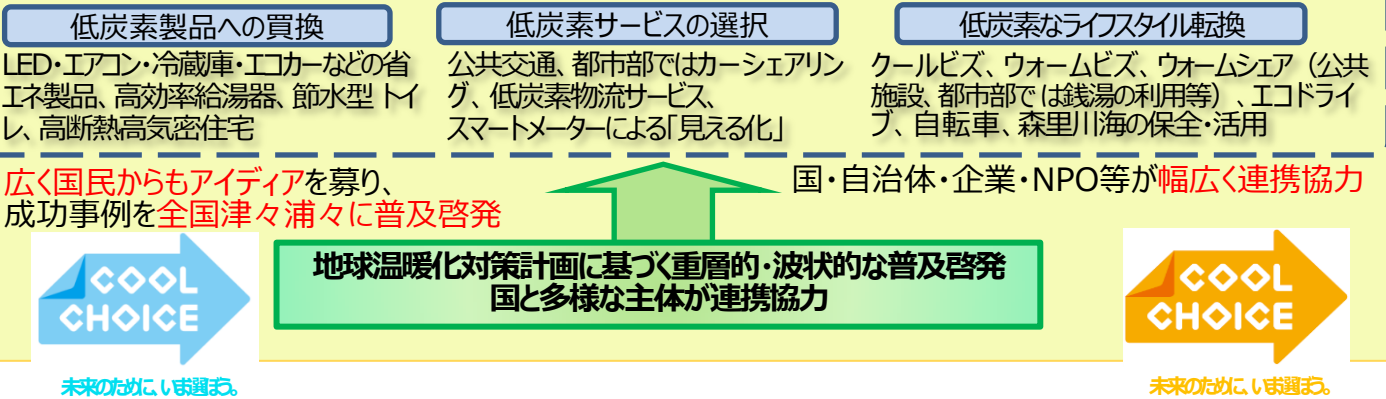 低炭素製品への買換
LED・エアコン・冷蔵庫・エコカーなどの省
エネ製品、高効率給湯器、節水型トイ
レ、高断熱高気密住宅
低炭素サービスの選択
公共交通、都市部ではカーシェアリン
グ、低炭素物流サービス、
スマートメーターによる「見える化」
低炭素なライフスタイル転換
クールビズ、ウォームビズ、ウォームシェア（公共
施設、都市部では銭湯の利用等）、エコドライ
ブ、自転車、森里川海の保全・活用
広く国民からもアイディアを募り、
成功事例を全国津々浦々に普及啓発
国・自治体・企業・NPO等が幅広く連携協力
地球温暖化対策計画に基づく重層的・波状的な普及啓発
国と多様な主体が連携協力
COOL
CHOICE
未来のために、いま選ぼう。
COOL
CHOICE
未来のために、いま選ぼう。